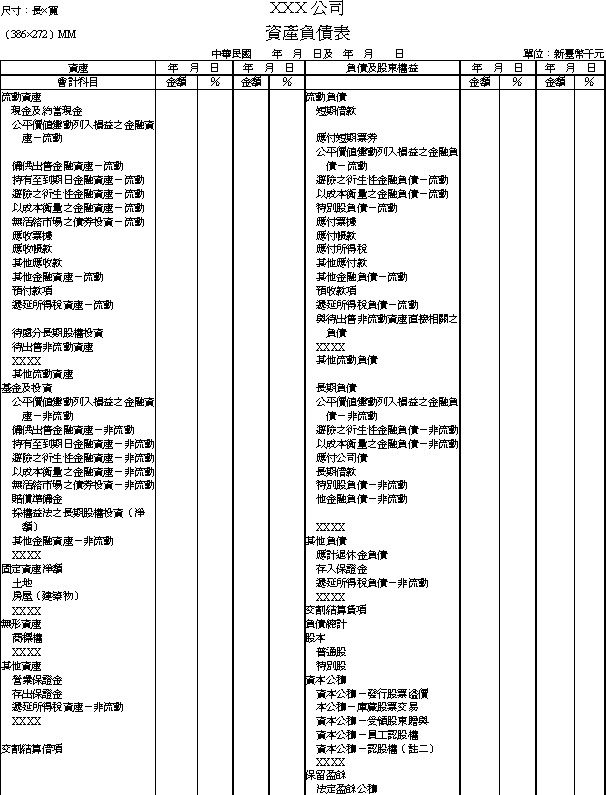 尺寸：長×寬
XXX 公司
（386×272）MM
資產負債表
中華民國　年　月　日及　年　月　日
單位：新臺幣千元
資產　年　月　日　年　月　日　負債及股東權益　年　月　日　年　月　日
會計科目　金額　％　金額　％　金額　％　金額　％
流動資產
現金及約當現金
公平價值變動列入損益之金融資
產－流動
備供出售金融資產－流動
持有至到期日金融資產－流動
避險之衍生性金融資產－流動
以成本衡量之金融資產－流動
無活絡市場之債券投資－流動
應收票據
應收帳款
其他應收款
其他金融資產－流動
預付款項
遞延所得稅資產－流動
待處分長期股權投資
待出售非流動資產
XXXX
其他流動資產
基金及投資
公平價值變動列入損益之金融資
產－非流動
備供出售金融資產－非流動
持有至到期日金融資產－非流動
避險之衍生性金融資產－非流動
以成本衡量之金融資產－非流動
無活絡市場之債券投資－非流動
賠償準備金
採權益法之長期股權投資（淨
額）
其他金融資產－非流動
XXXX
固定資產淨額
土地
房屋（建築物）
XXXX
無形資產
商標權
XXXX
其他資產
營業保證金
存出保證金
遞延所得稅資產－非流動
XXXX
交割結算借項
流動負債
短期借款
應付短期票券
公平價值變動列入損益之金融負
債－流動
避險之衍生性金融負債－流動
以成本衡量之金融負債－流動
特別股負債－流動
應付票據
應付帳款
應付所得稅
其他應付款
其他金融負債－流動
預收款項
遞延所得稅負債－流動
與待出售非流動資產直接相關之
負債
XXXX
其他流動負債
長期負債
公平價值變動列入損益之金融負
債－非流動
避險之衍生性金融負債－非流動
以成本衡量之金融負債－非流動
應付公司債
長期借款
特別股負債－非流動
他金融負債－非流動
XXXX
其他負債
應計退休金負債
存入保證金
遞延所得稅負債－非流動
XXXX
交割結算貸項
負債總計
股本
普通股
特別股
資本公積
資本公積－發行股票溢價
本公積－庫藏股票交易
資本公積－受領股東贈與
資本公積－員工認股權
資本公積－認股權（註二）
XXXX
保留盈餘
法定盈餘公積